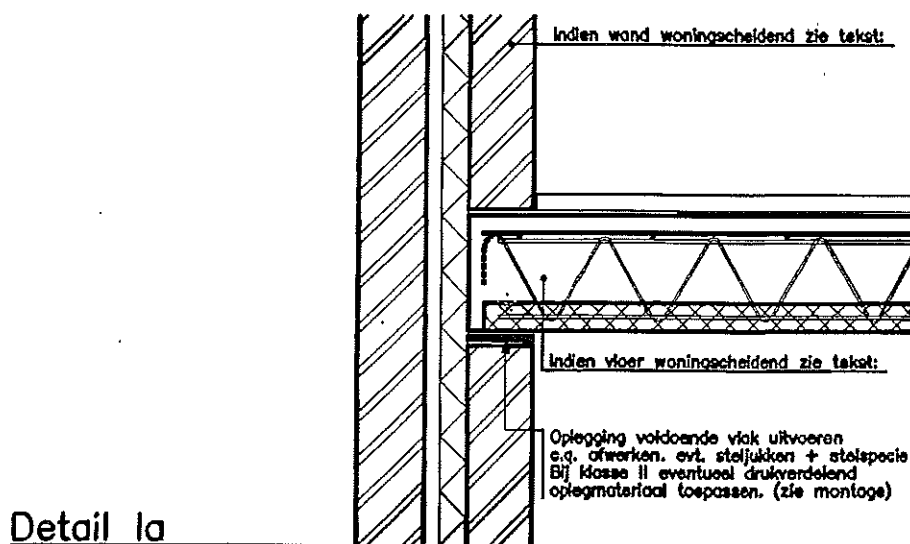 Indien wand woningscheidend zie tekst:
Indien vloer woningscheidend zie tekst:
Oplegging voldoende vlak uitvoeren
c.q. afwerken. evt. steljukken + stelspecie
Bij klasse II eventueel drukverdelend
oplegmateriaal toepassen. (zie montage)
Detail Ia